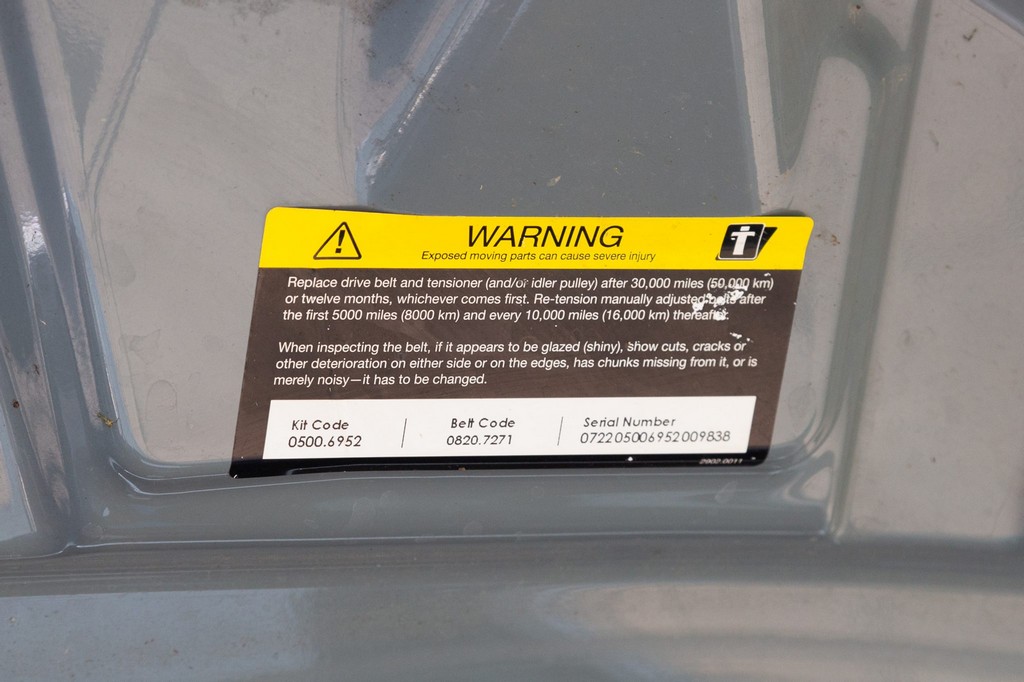 WARNING
Exposed moving parts can cause severe injury
Replace drive belt and tensioner (and/or idler pulley) after 30,000 miles (50,000 km)
or twelve months, whichever comes first. Re-tension manually adjusted belts after
the first 5000 miles (8000 km) and every 10,000 miles (16,000 km) thereafter.
When inspecting the belt, if it appears to be glazed (shiny), show cuts, cracks or
other deterioration on either side or on the edges, has chunks missing from it, or is
merely noisy—it has to be changed.
Kit Code Belt Code Serial Number
0500.6952 0820.7271 072205006952009838
2902.0011